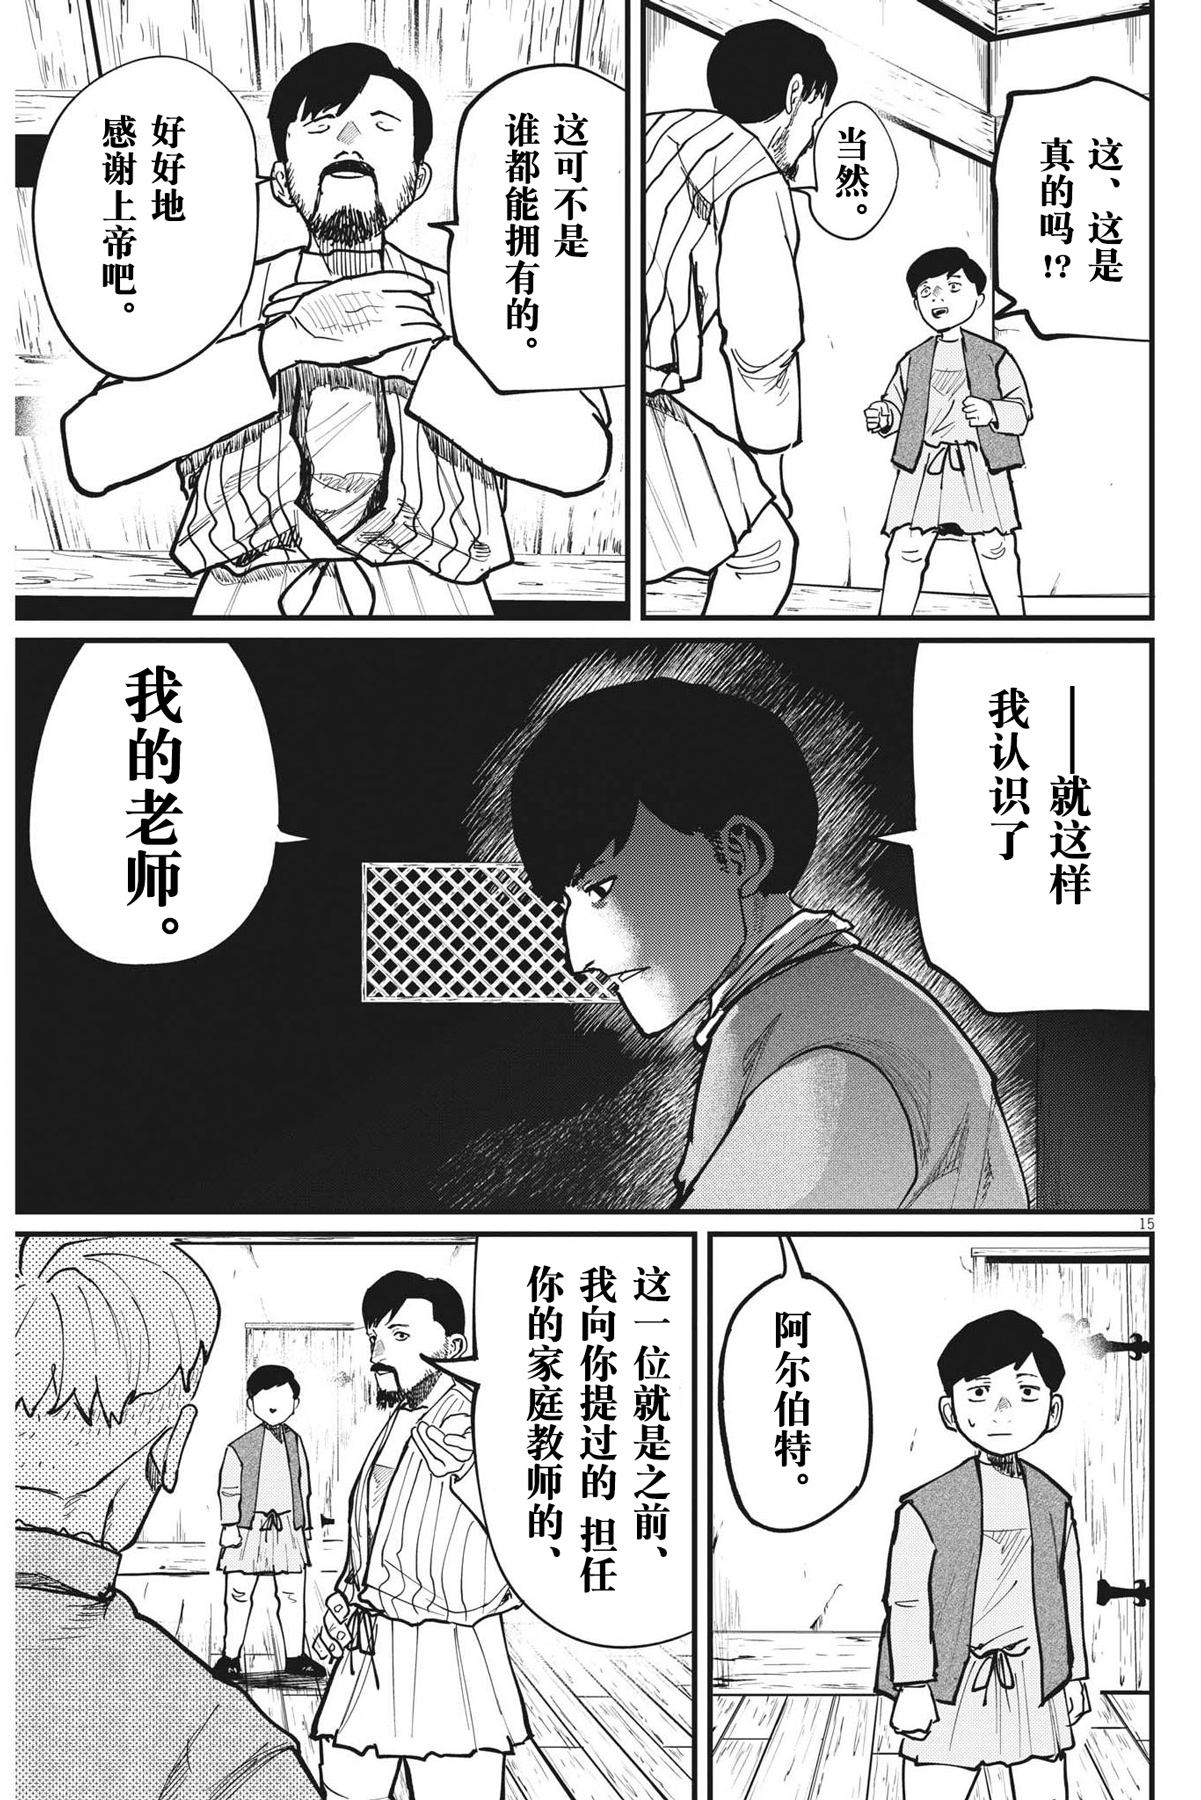 这、这是
真的吗!?
当然。
这可不是
谁都能拥有的。
好好地
感谢上帝吧。
——就这样
我认识了
我的老师。
15
阿尔伯特。
这一位就是之前、
我向你提过的 担任
你的家庭教师的、